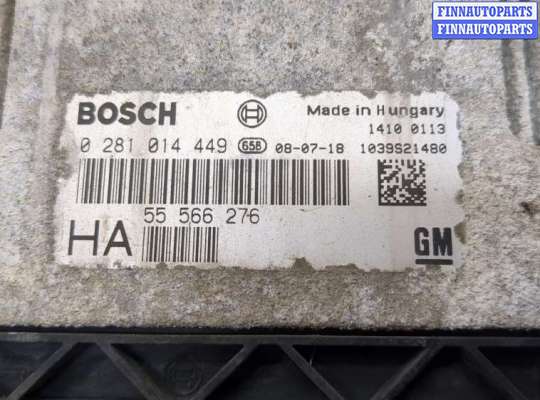 FINNAUTOPARTS
FINNAUTOPARTS
BOSCH
Made in Hungary
1410 0113
0 281 014 449 658 08-07-18 1039S21480
55 566 276
HA
GM